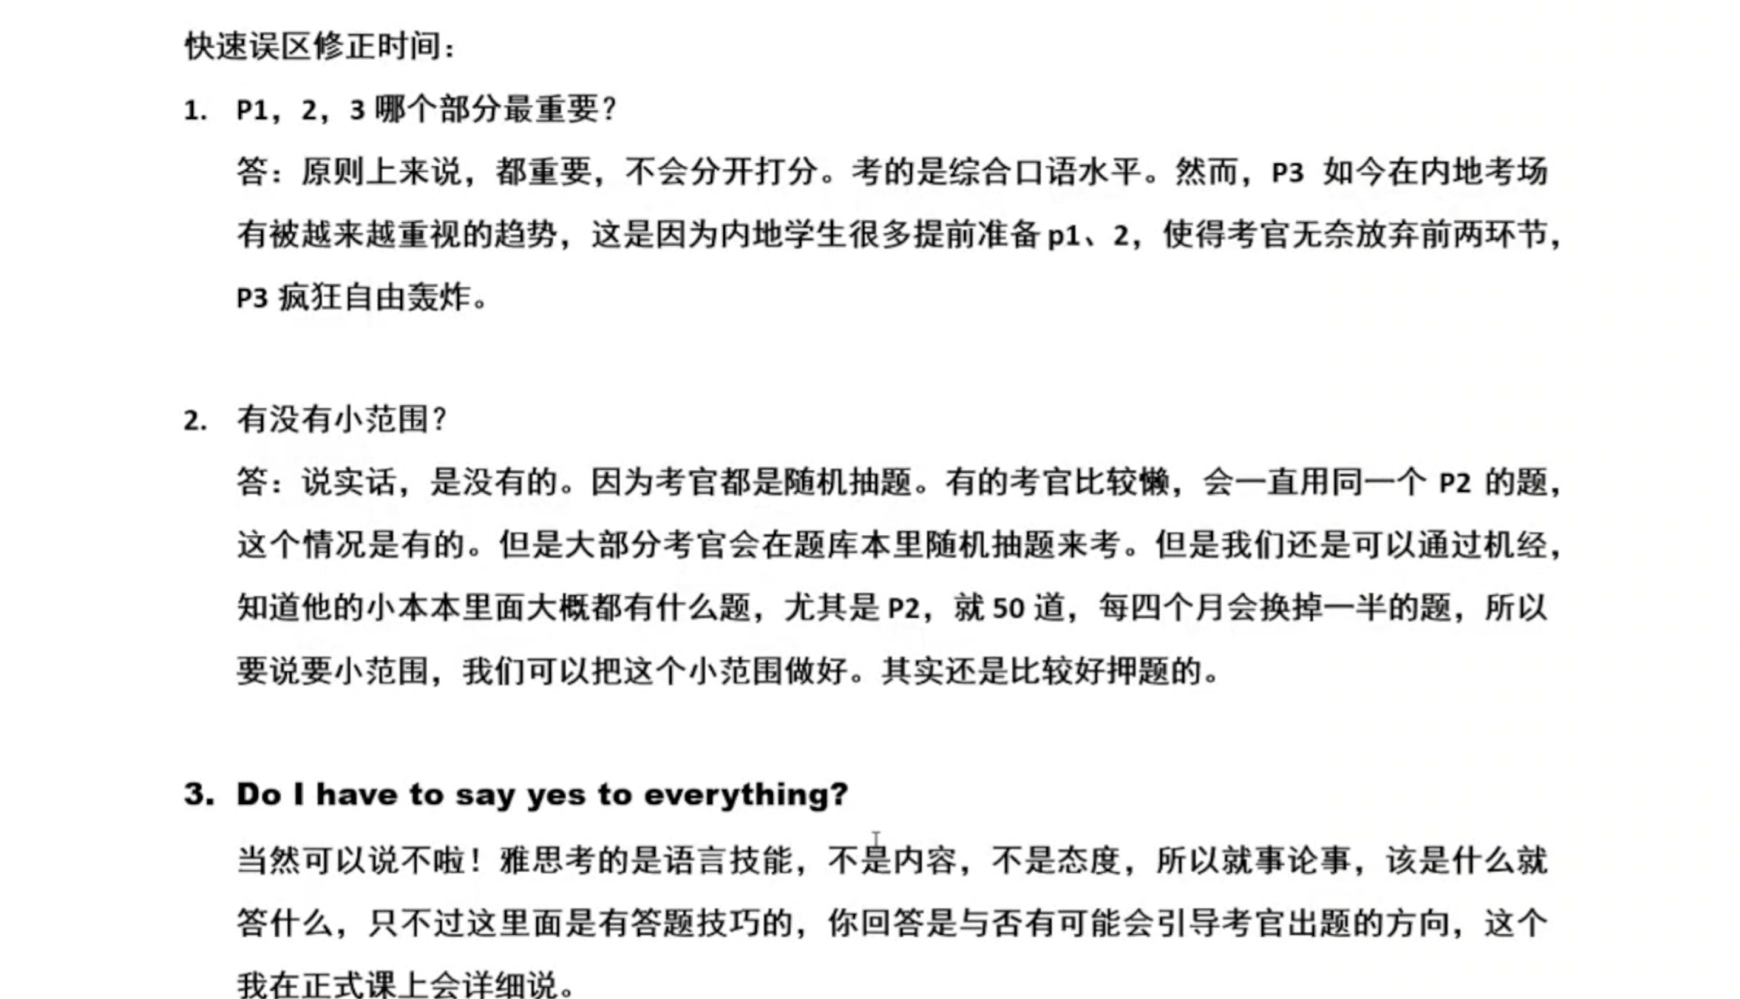 快速误区修正时间：
1. P1，2，3 哪个部分最重要？
答：原则上来说，都重要，不会分开打分。考的是综合口语水平。然而，P3 如今在内地考场
有被越来越重视的趋势，这是因为内地学生很多提前准备 p1、2，使得考官无奈放弃前两环节，
P3 疯狂自由轰炸。
2. 有没有小范围？
答：说实话，是没有的。因为考官都是随机抽题。有的考官比较懒，会一直用同一个 P2 的题，
这个情况是有的。但是大部分考官会在题库本里随机抽题来考。但是我们还是可以通过机经，
知道他的小本本里面大概都有什么题，尤其是 P2，就 50 道，每四个月会换掉一半的题，所以
要说要小范围，我们可以把这个小范围做好。其实还是比较好押题的。
3. Do I have to say yes to everything?
当然可以说不啦！雅思考的是语言技能，不是内容，不是态度，所以就事论事，该是什么就
答什么，只不过这里面是有答题技巧的，你回答是与否有可能会引导考官出题的方向，这个
我在正式课上会详细说。